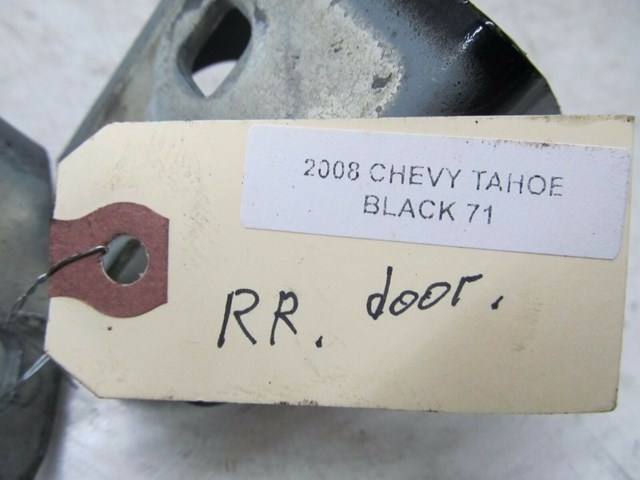 2008 CHEVY TAHOE
BLACK 71
RR. door.